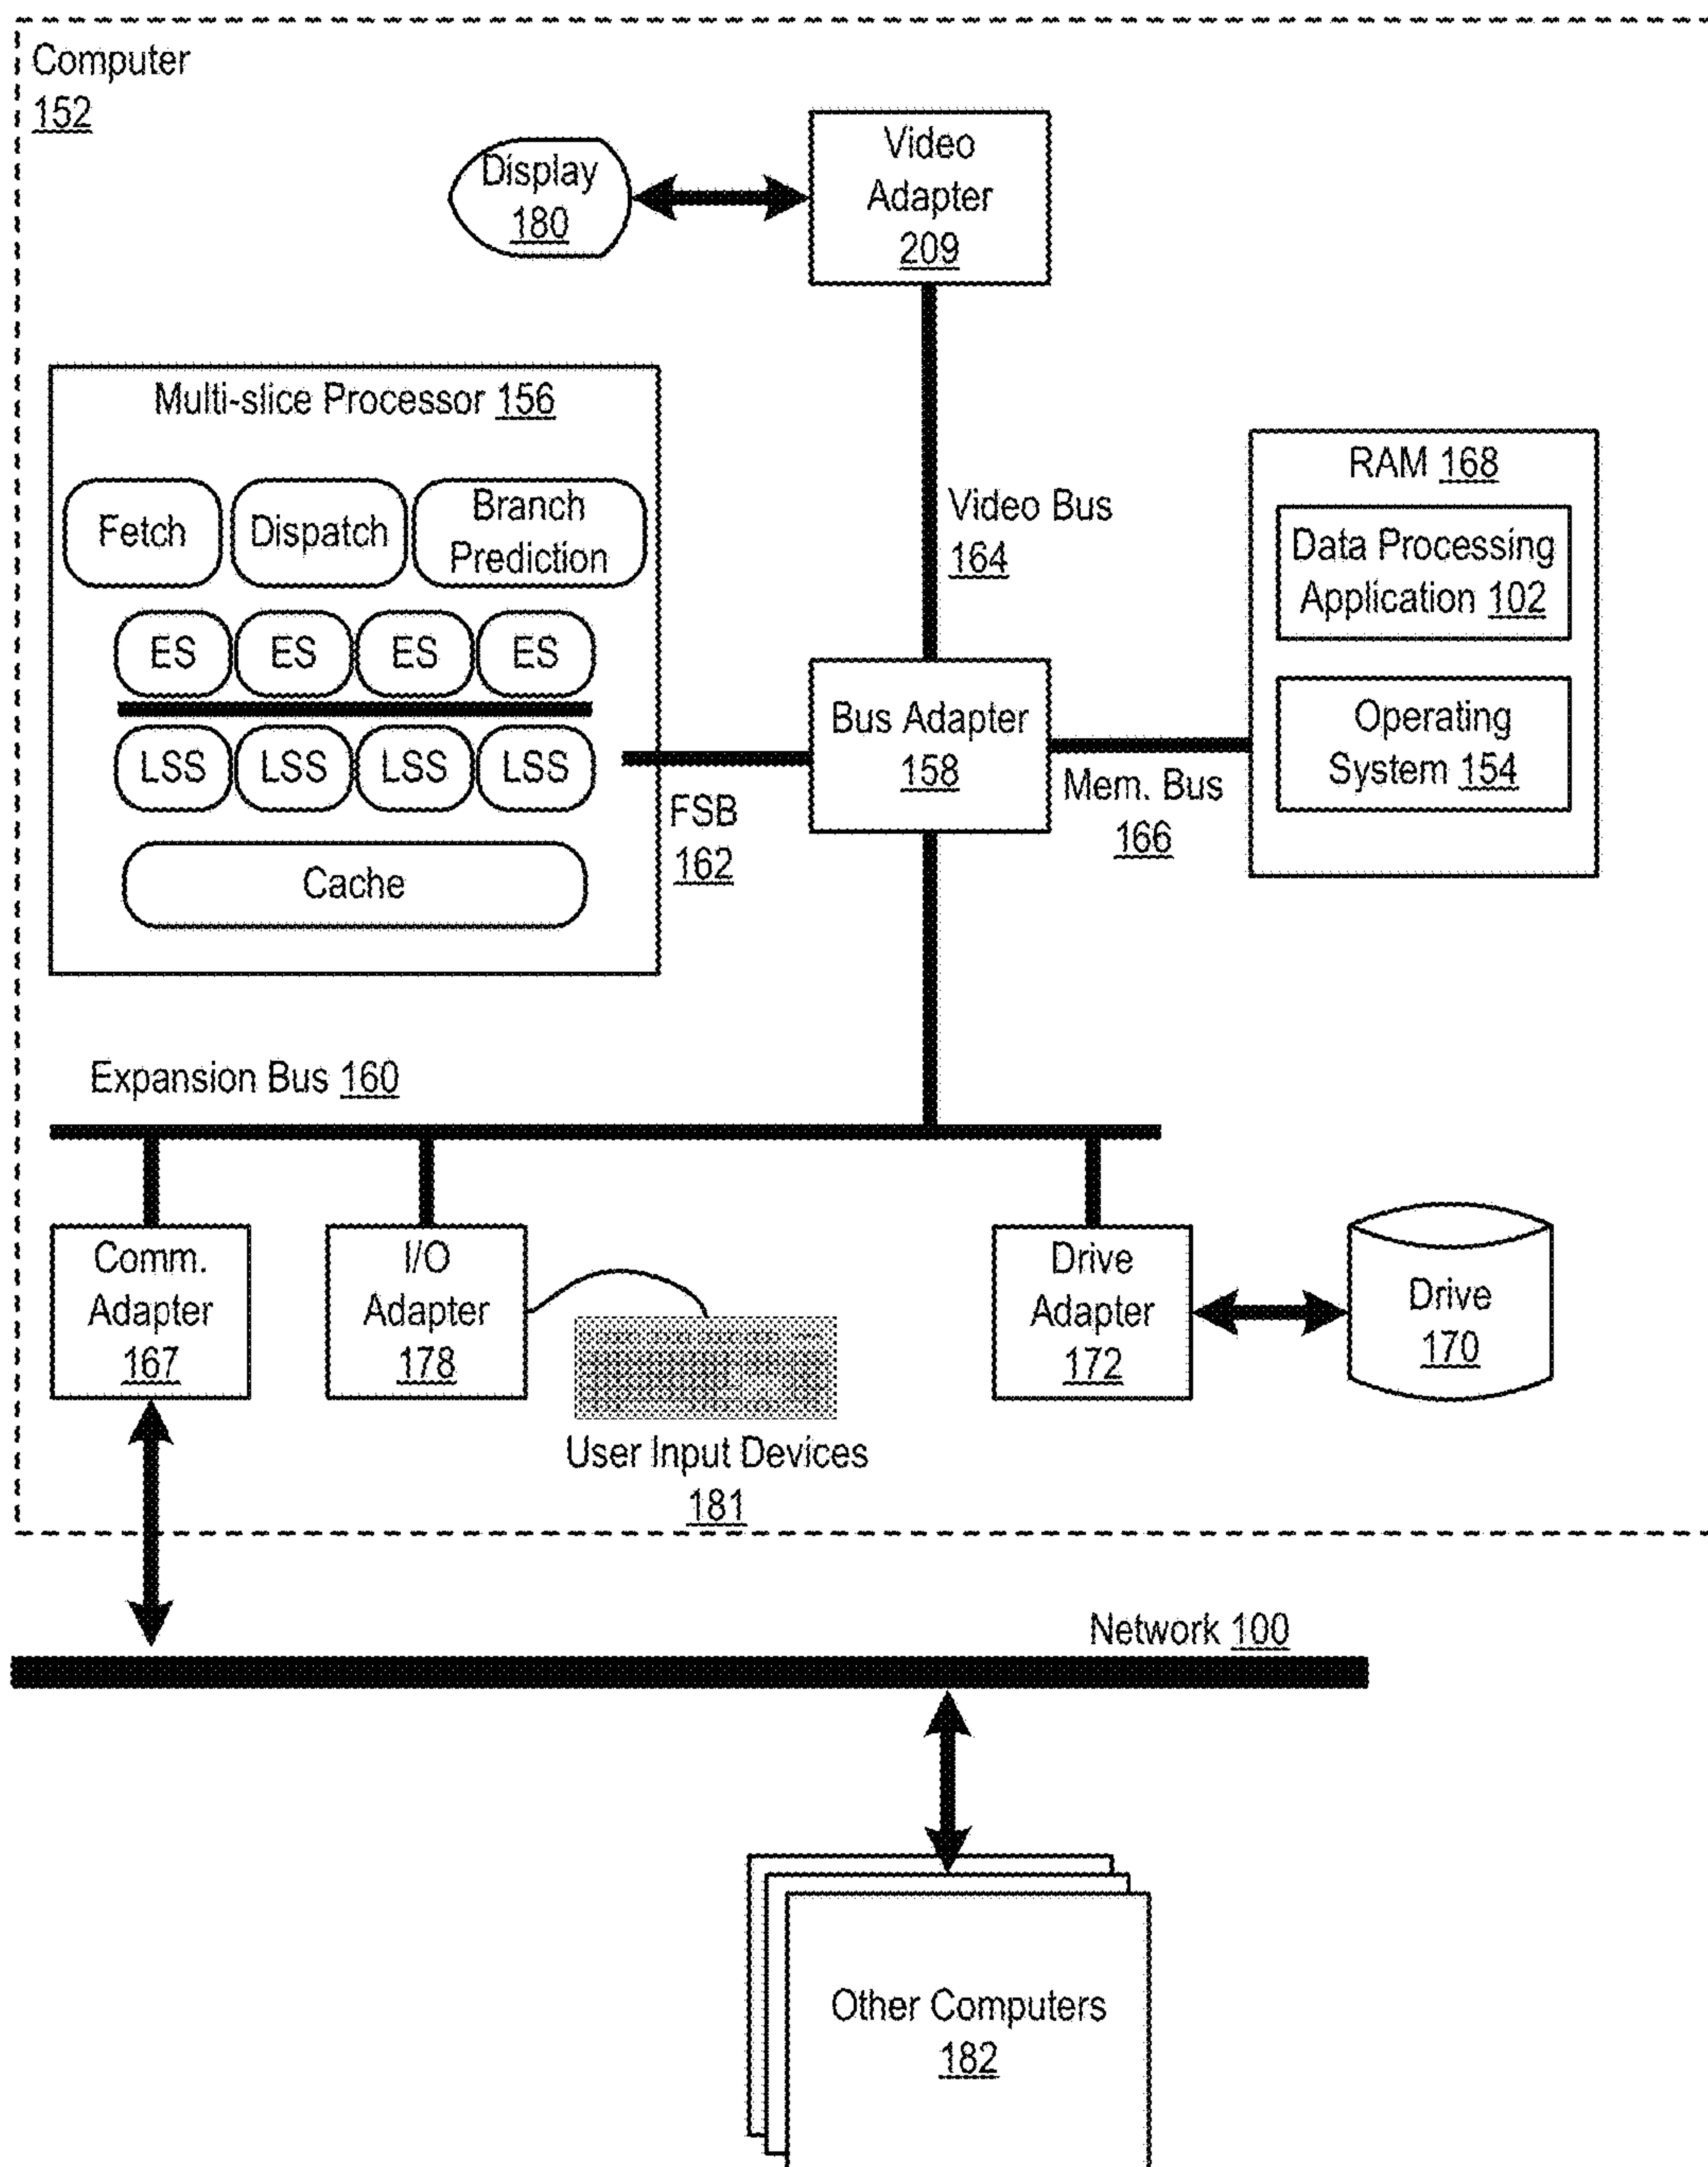 Computer
152
Display
180
Video
Adapter
209
Multi-slice Processor 156
Fetch
Dispatch
Branch
Prediction
ES
ES
ES
ES
LSS
LSS
LSS
LSS
Cache
FSB
162
Video Bus
164
Bus Adapter
158
Mem. Bus
166
RAM 168
Data Processing
Application 102
Operating
System 154
Expansion Bus 160
Comm.
Adapter
167
I/O
Adapter
178
User Input Devices
181
Drive
Adapter
172
Drive
170
Network 100
Other Computers
182